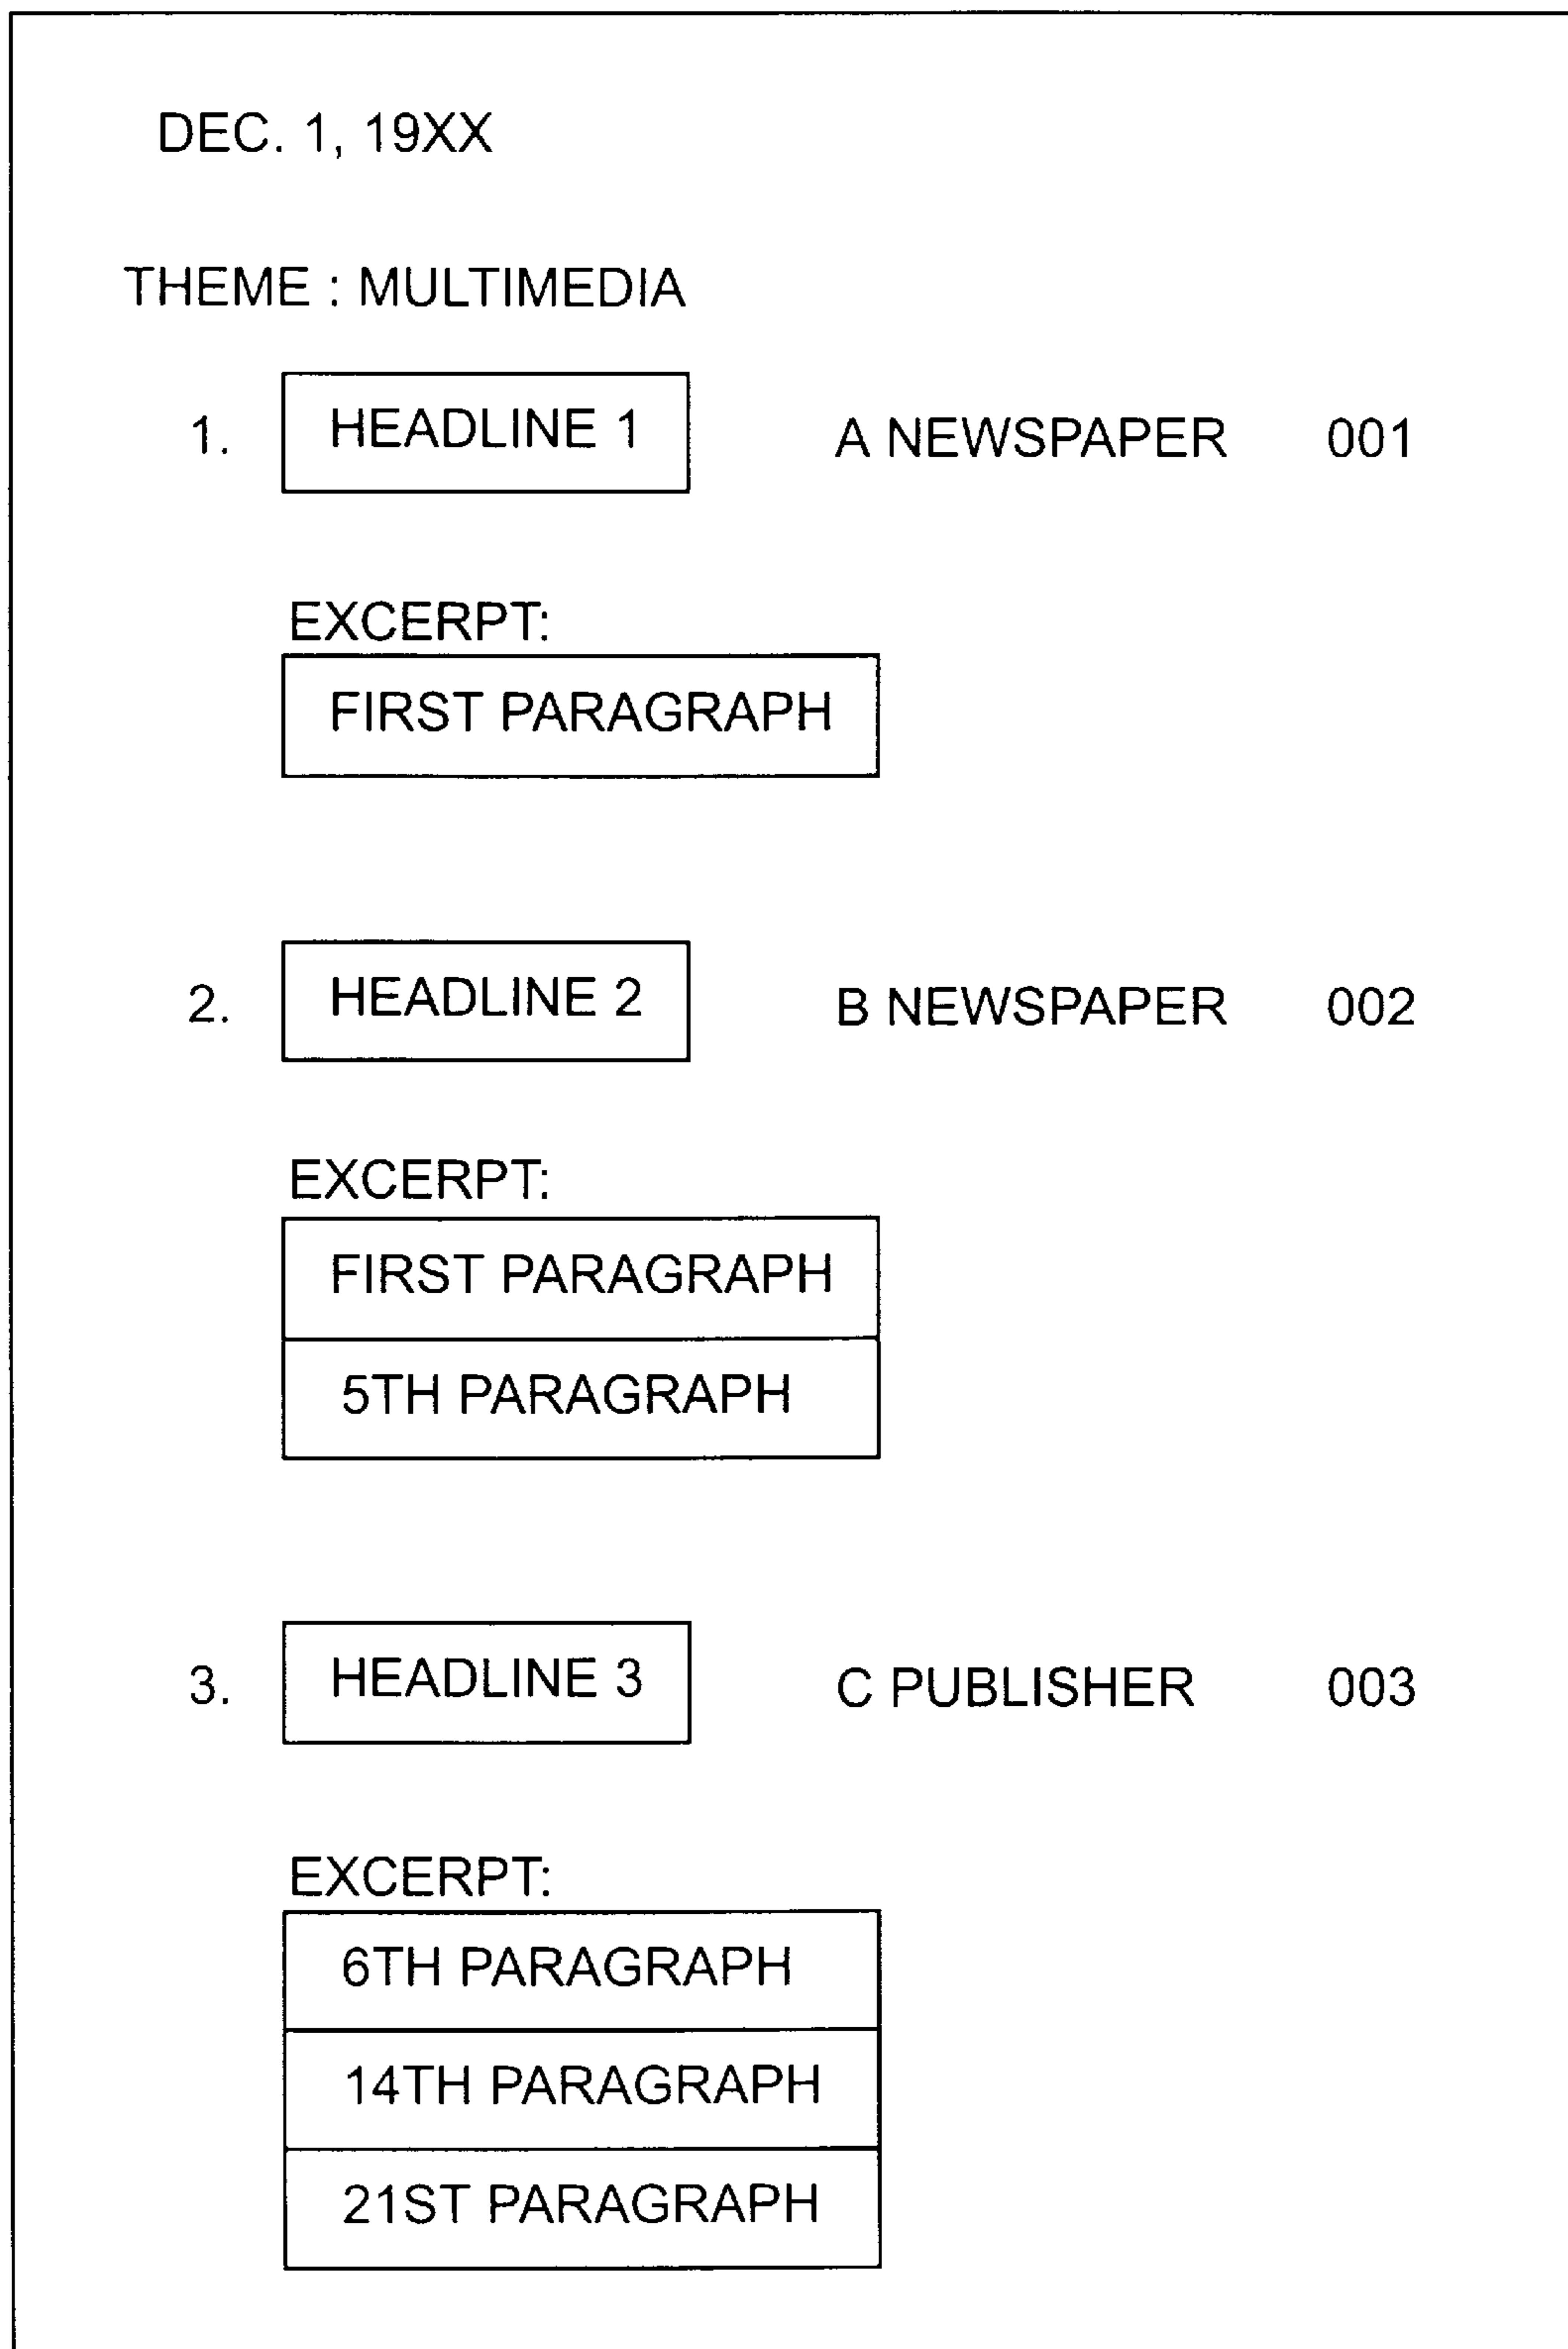 DEC. 1, 19XX
THEME : MULTIMEDIA
1. HEADLINE 1 A NEWSPAPER 001
EXCERPT:
FIRST PARAGRAPH
2. HEADLINE 2 B NEWSPAPER 002
EXCERPT:
FIRST PARAGRAPH
5TH PARAGRAPH
3. HEADLINE 3 C PUBLISHER 003
EXCERPT:
6TH PARAGRAPH
14TH PARAGRAPH
21ST PARAGRAPH